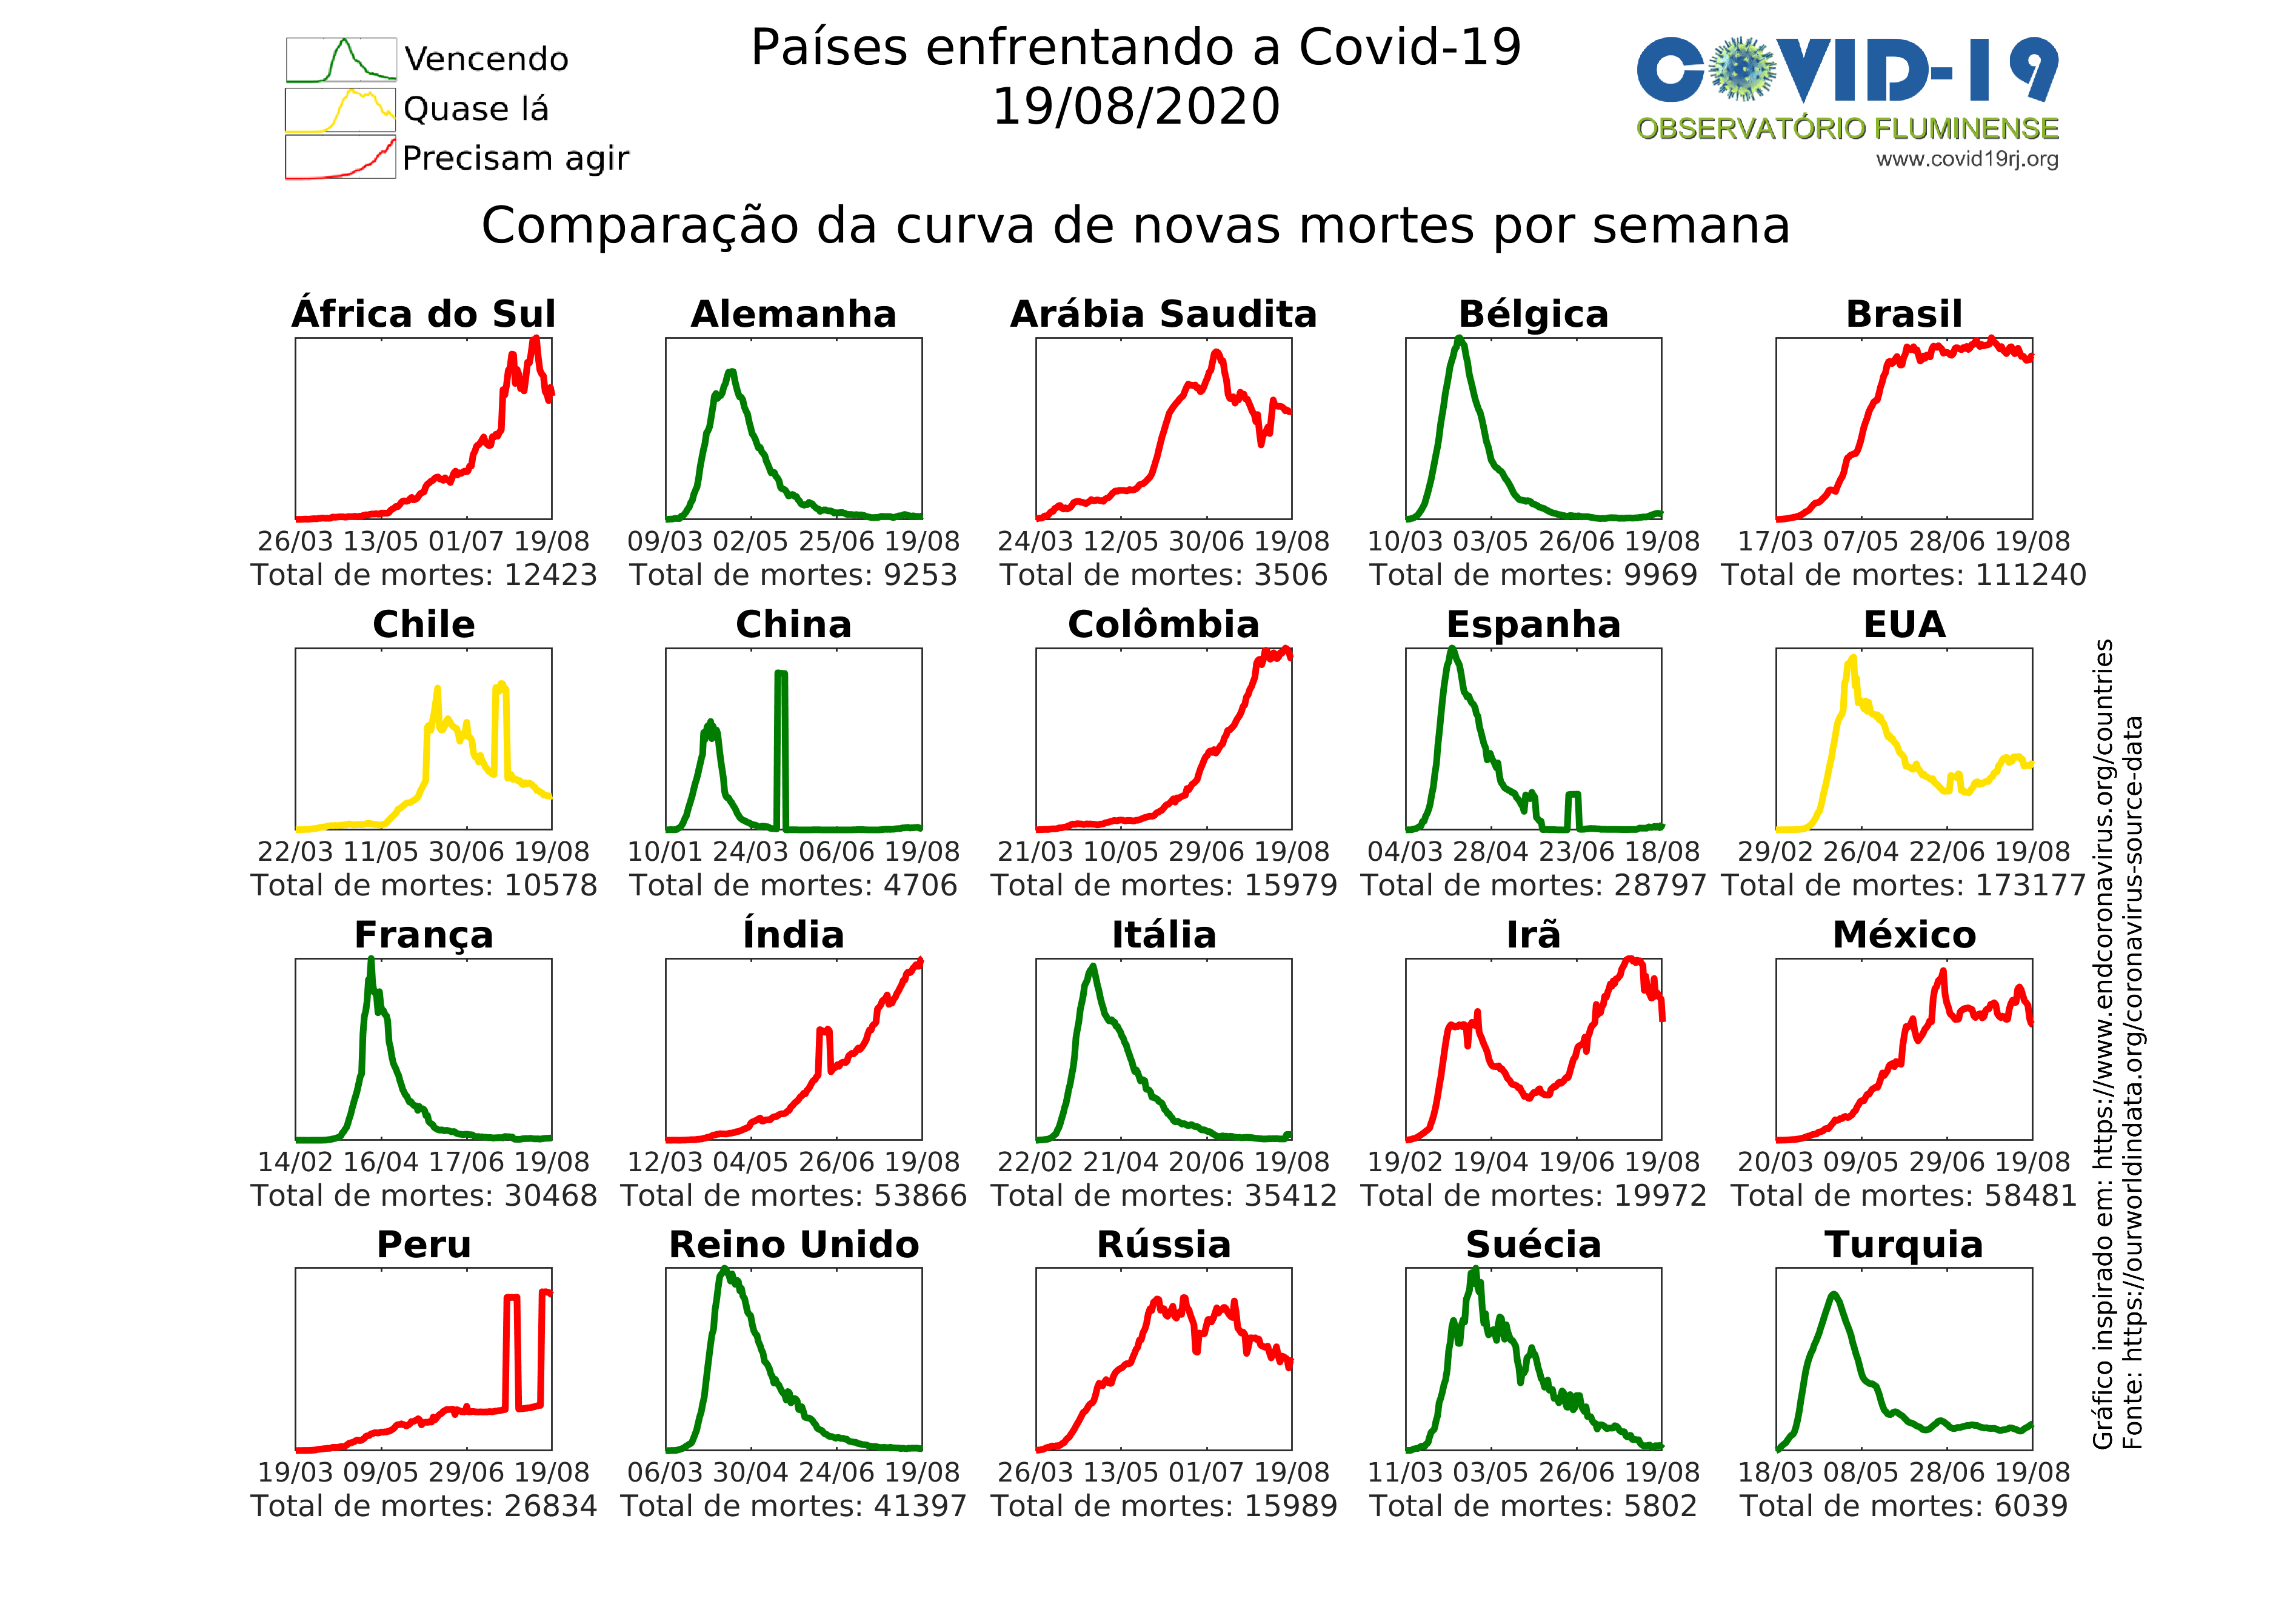 Vencendo
Quase lá
Precisam agir
Países enfrentando a Covid-19
19/08/2020
COVID-19
OBSERVATÓRIO FLUMINENSE
www.covid19rj.org
Comparação da curva de novas mortes por semana
África do Sul
26/03 13/05 01/07 19/08
Total de mortes: 12423
Alemanha
09/03 02/05 25/06 19/08
Total de mortes: 9253
Arábia Saudita
24/03 12/05 30/06 19/08
Total de mortes: 3506
Bélgica
10/03 03/05 26/06 19/08
Total de mortes: 9969
Brasil
17/03 07/05 28/06 19/08
Total de mortes: 111240
Chile
22/03 11/05 30/06 19/08
Total de mortes: 10578
China
10/01 24/03 06/06 19/08
Total de mortes: 4706
Colômbia
21/03 10/05 29/06 19/08
Total de mortes: 15979
Espanha
04/03 28/04 23/06 18/08
Total de mortes: 28797
EUA
29/02 26/04 22/06 19/08
Total de mortes: 173177
França
14/02 16/04 17/06 19/08
Total de mortes: 30468
Índia
12/03 04/05 26/06 19/08
Total de mortes: 53866
Itália
22/02 21/04 20/06 19/08
Total de mortes: 35412
Irã
19/02 19/04 19/06 19/08
Total de mortes: 19972
México
20/03 09/05 29/06 19/08
Total de mortes: 58481
Peru
19/03 09/05 29/06 19/08
Total de mortes: 26834
Reino Unido
06/03 30/04 24/06 19/08
Total de mortes: 41397
Rússia
26/03 13/05 01/07 19/08
Total de mortes: 15989
Suécia
11/03 03/05 26/06 19/08
Total de mortes: 5802
Turquia
18/03 08/05 28/06 19/08
Total de mortes: 6039
Gráfico inspirado em: https://www.endcoronavirus.org/countries
Fonte: https://ourworldindata.org/coronavirus-source-data